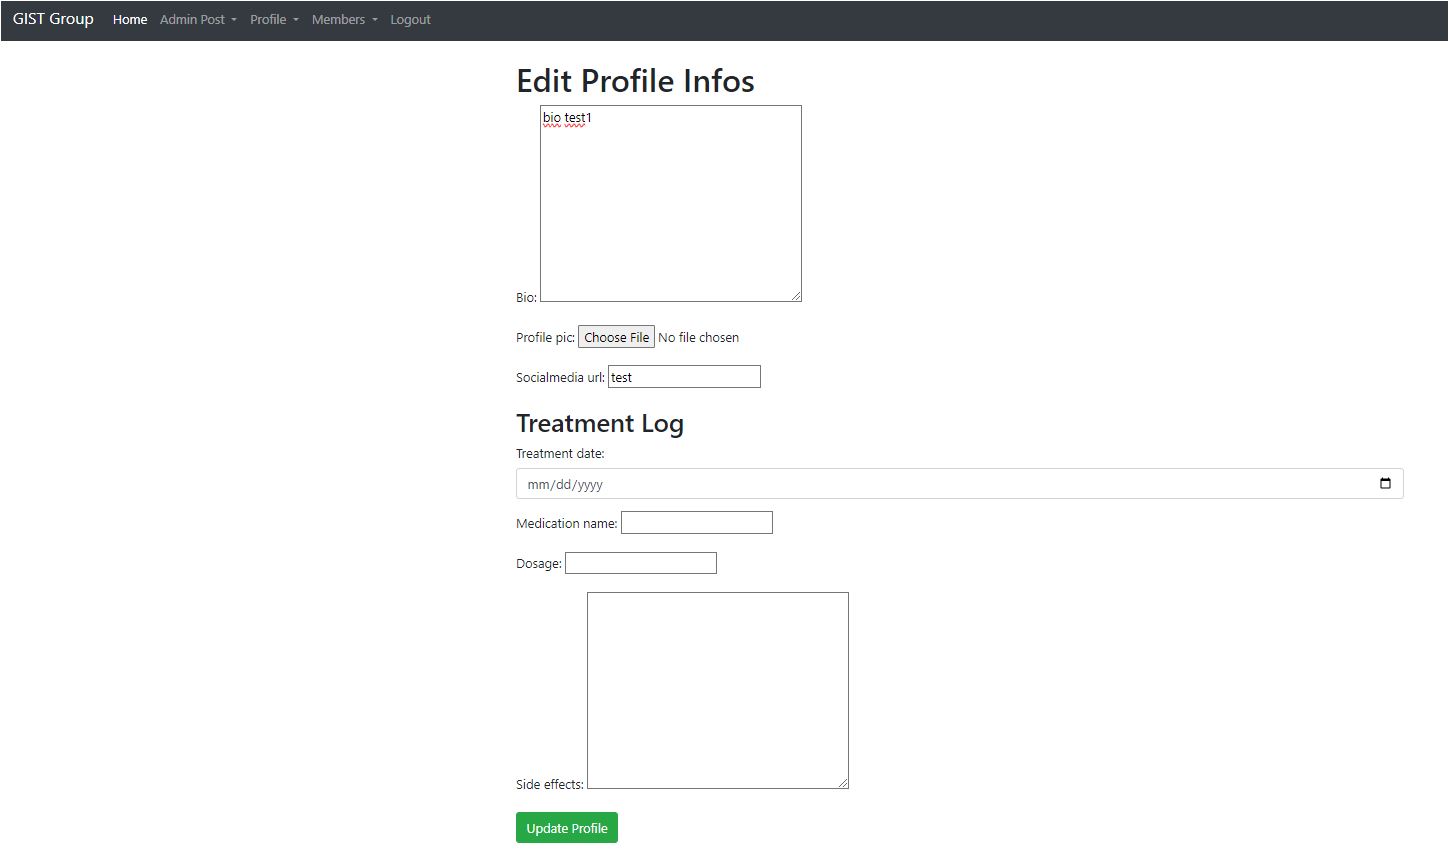 GIST Group Home Admin Post Profile Members Logout
Edit Profile Infos
bio test1
Bio:
Profile pic: Choose File No file chosen
Socialmedia url: test
Treatment Log
Treatment date:
mm/dd/yyyy
Medication name:
Dosage:
Side effects:
Update Profile